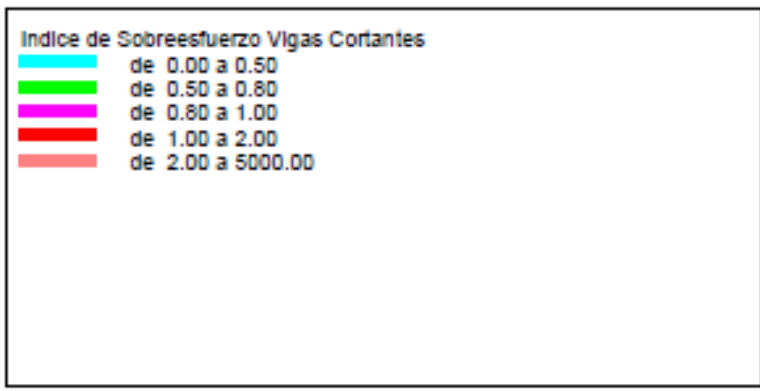 Indice de Sobreesfuerzo Vigas Cortantes
de 0.00 a 0.50
de 0.50 a 0.80
de 0.80 a 1.00
de 1.00 a 2.00
de 2.00 a 5000.00